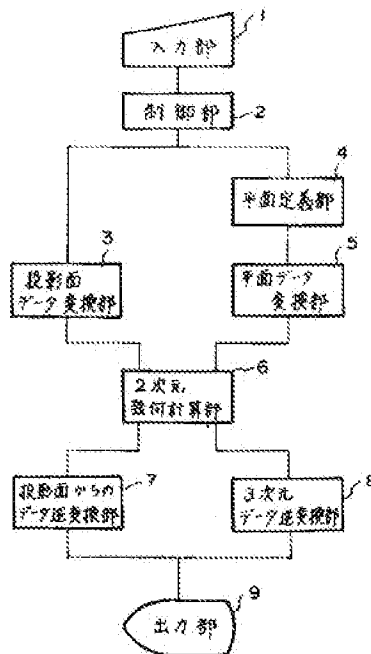 1
入力部
制御部
2
4
平面定義部
3
5
投影面
データ変換部
平面データ
変換部
6
2次元
幾何計算部
7
8
投影面からの
データ逆変換部
3次元
データ逆変換部
9
出力部